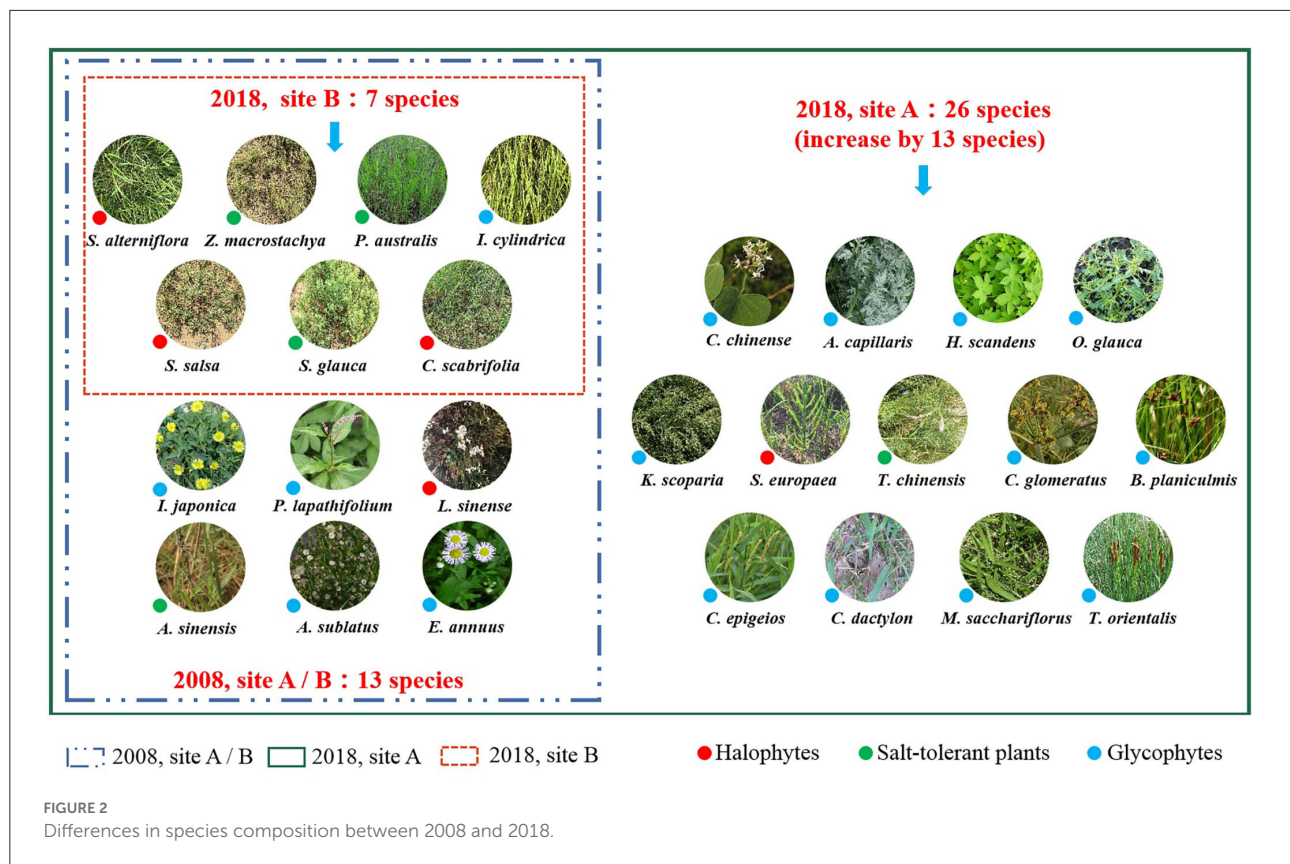 2018, site B : 7 species
S. alterniflora Z. macrostachya P. australis I. cylindrica
S. salsa S. glauca C. scabrifolia
I. japonica P. lapathifolium L. sinense
A. sinensis A. sublatus E. annuus
2008, site A / B : 13 species
2018, site A : 26 species
(increase by 13 species)
C. chinense A. capillaris H. scandens O. glauca
K. scoparia S. europaea T. chinensis C. glomeratus B. planiculmis
C. epigeios C. dactylon M. sacchariflorus T. orientalis
2008, site A / B 2018, site A 2018, site B Halophytes Salt-tolerant plants Glycophytes
FIGURE 2
Differences in species composition between 2008 and 2018.